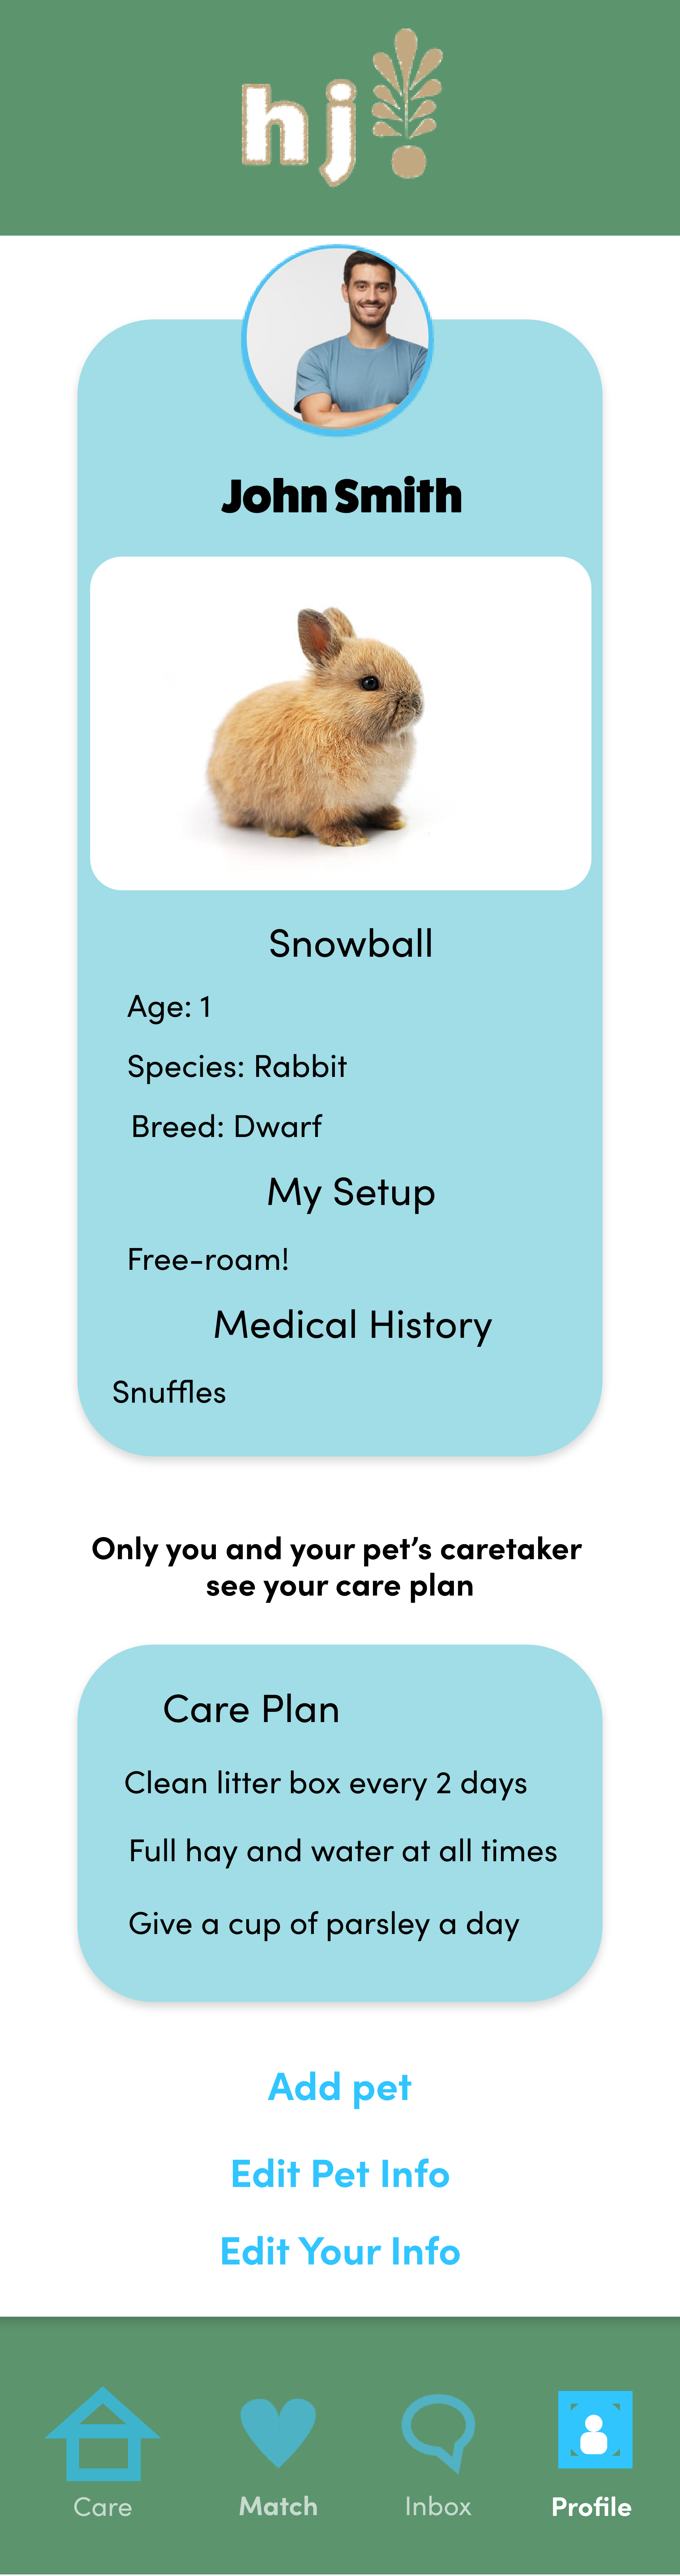 hj
John Smith
Snowball
Age: 1
Species: Rabbit
Breed: Dwarf
My Setup
Free-roam!
Medical History
Snuffles
Only you and your pet’s caretaker
see your care plan
Care Plan
Clean litter box every 2 days
Full hay and water at all times
Give a cup of parsley a day
Add pet
Edit Pet Info
Edit Your Info
Care
Match
Inbox
Profile